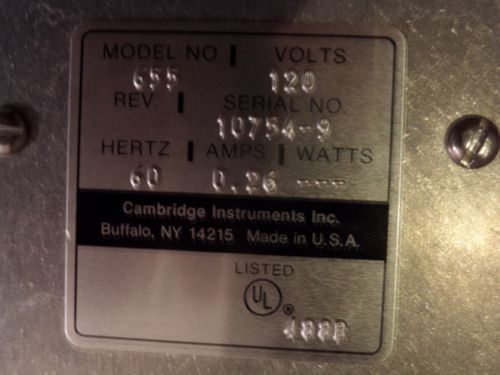 MODEL NO. | VOLTS
655 120
REV. | SERIAL NO.
10754-9
HERTZ | AMPS | WATTS
60 0.26 ---
Cambridge Instruments Inc.
Buffalo, NY 14215 Made in U.S.A.
LISTED
UL ®